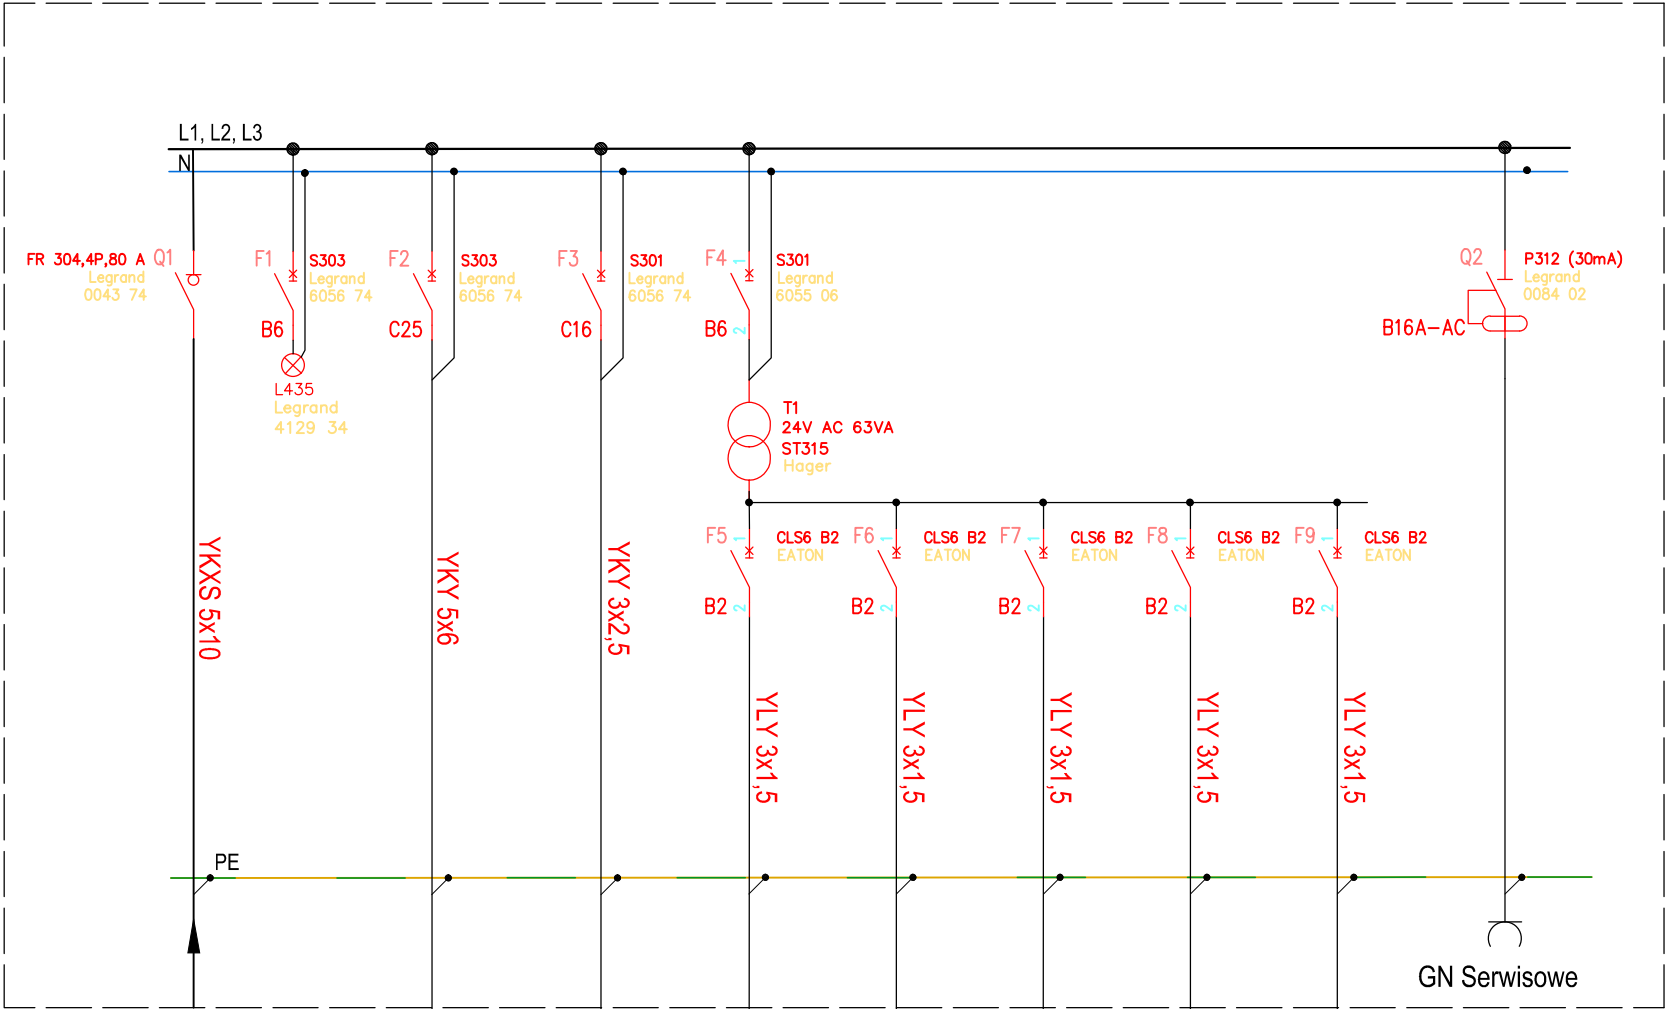 L1, L2, L3
N
FR 304,4P,80 A Q1
Legrand
0043 74
F1 S303
Legrand
6056 74
B6
L435
Legrand
4129 34
F2 S303
Legrand
6056 74
C25
F3 S301
Legrand
6056 74
C16
F4 1 S301
Legrand
6055 06
B6 2
Q2 P312 (30mA)
Legrand
0084 02
B16A-AC
T1
24V AC 63VA
ST315
Hager
F5 1 CLS6 B2
EATON
B2 2
F6 1 CLS6 B2
EATON
B2 2
F7 1 CLS6 B2
EATON
B2 2
F8 1 CLS6 B2
EATON
B2 2
F9 1 CLS6 B2
EATON
B2 2
YKXS 5x10
YKY 5x6
YKY 3x2,5
YLY 3x1,5
YLY 3x1,5
YLY 3x1,5
YLY 3x1,5
YLY 3x1,5
PE
GN Serwisowe